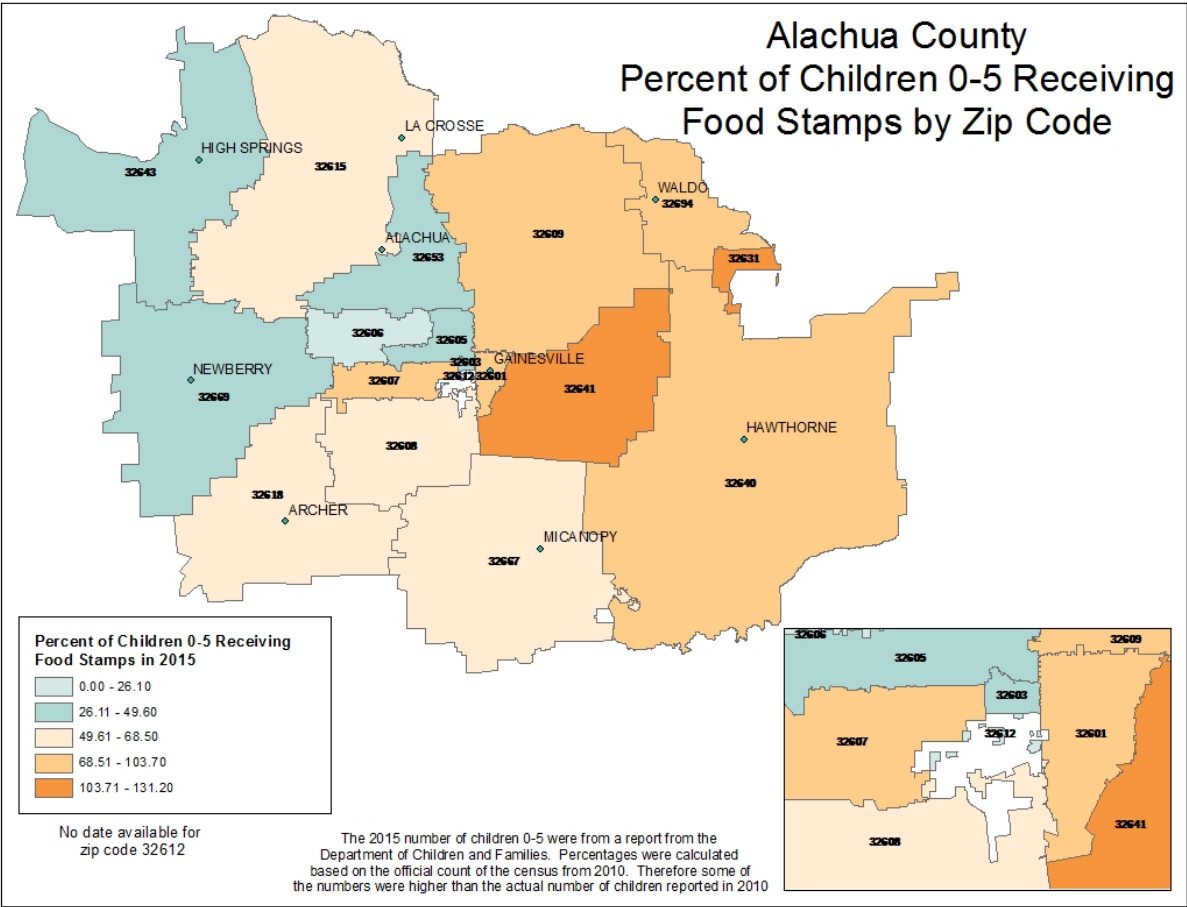 Alachua County
Percent of Children 0-5 Receiving
Food Stamps by Zip Code
LA CROSSE
HIGH SPRINGS
32643
32615
WALDO
32694
32609
ALACHUA
32653
32631
32606
32605
32603
GAINESVILLE
NEWBERRY
32669
32607
32612
32601
32641
HAWTHORNE
32608
32640
32618
ARCHER
MICANOPY
32667
Percent of Children 0-5 Receiving
Food Stamps in 2015
0.00 - 26.10
26.11 - 49.60
49.61 - 68.50
68.51 - 103.70
103.71 - 131.20
No date available for
zip code 32612
The 2015 number of children 0-5 were from a report from the
Department of Children and Families. Percentages were calculated
based on the official count of the census from 2010. Therefore some of
the numbers were higher than the actual number of children reported in 2010
32606
32609
32605
32603
32607
32612
32601
32641
32608